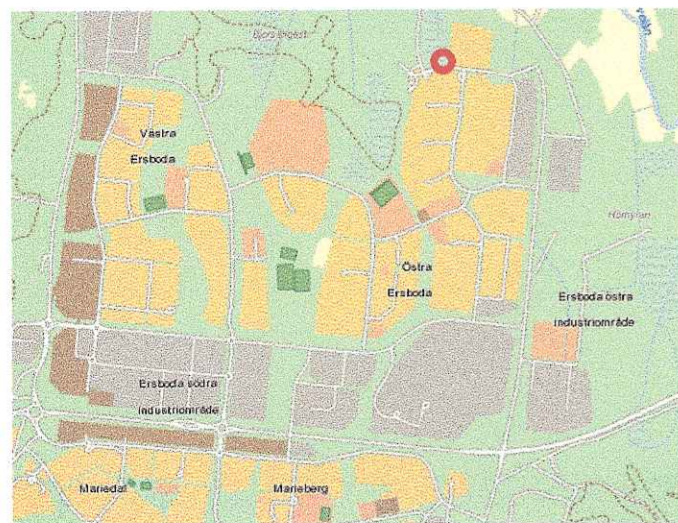 Västra
Ersboda
Östra
Ersboda
Ersboda östra
industriområde
Ersboda södra
industriområde
Mariedal
Marieberg